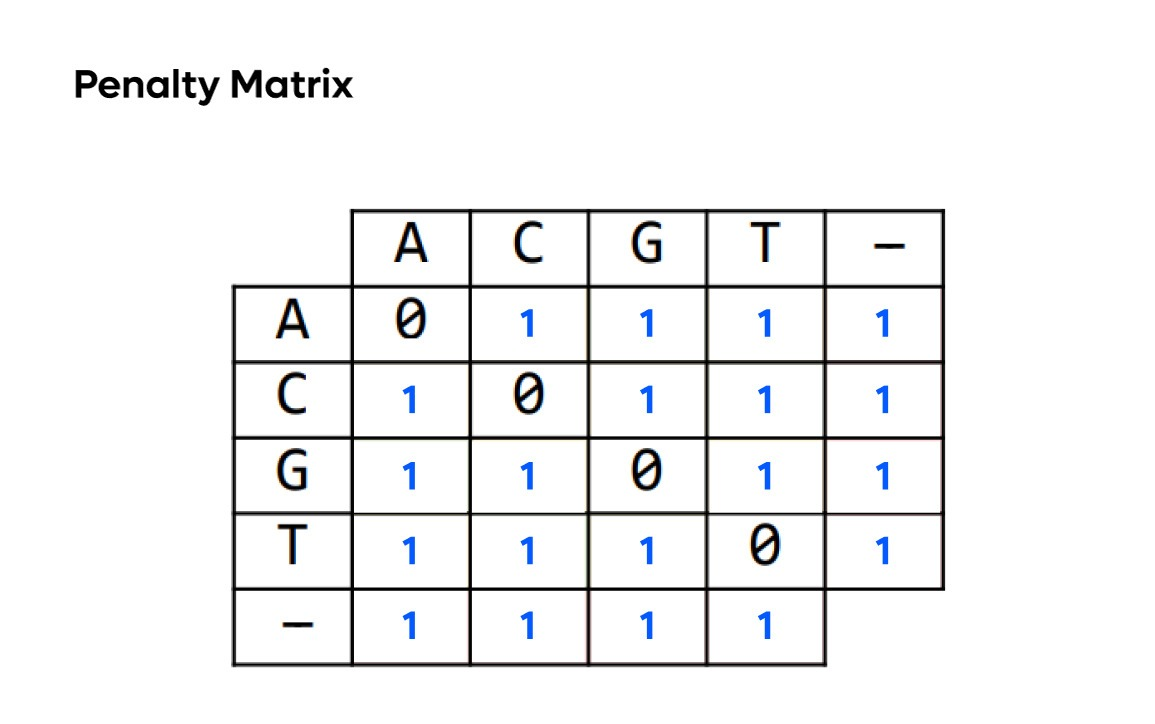 Penalty Matrix
A C G T –
A 0 1 1 1 1
C 1 0 1 1 1
G 1 1 0 1 1
T 1 1 1 0 1
– 1 1 1 1